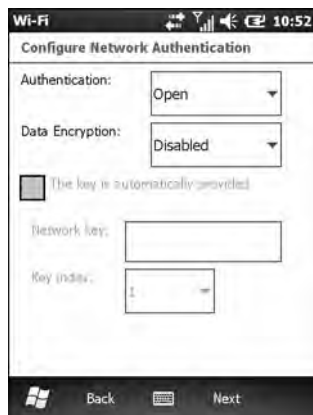 Wi-Fi 10:52
Configure Network Authentication
Authentication:
Open
Data Encryption:
Disabled
The key is automatically provided
Network key:
Key index:
1
Back Next